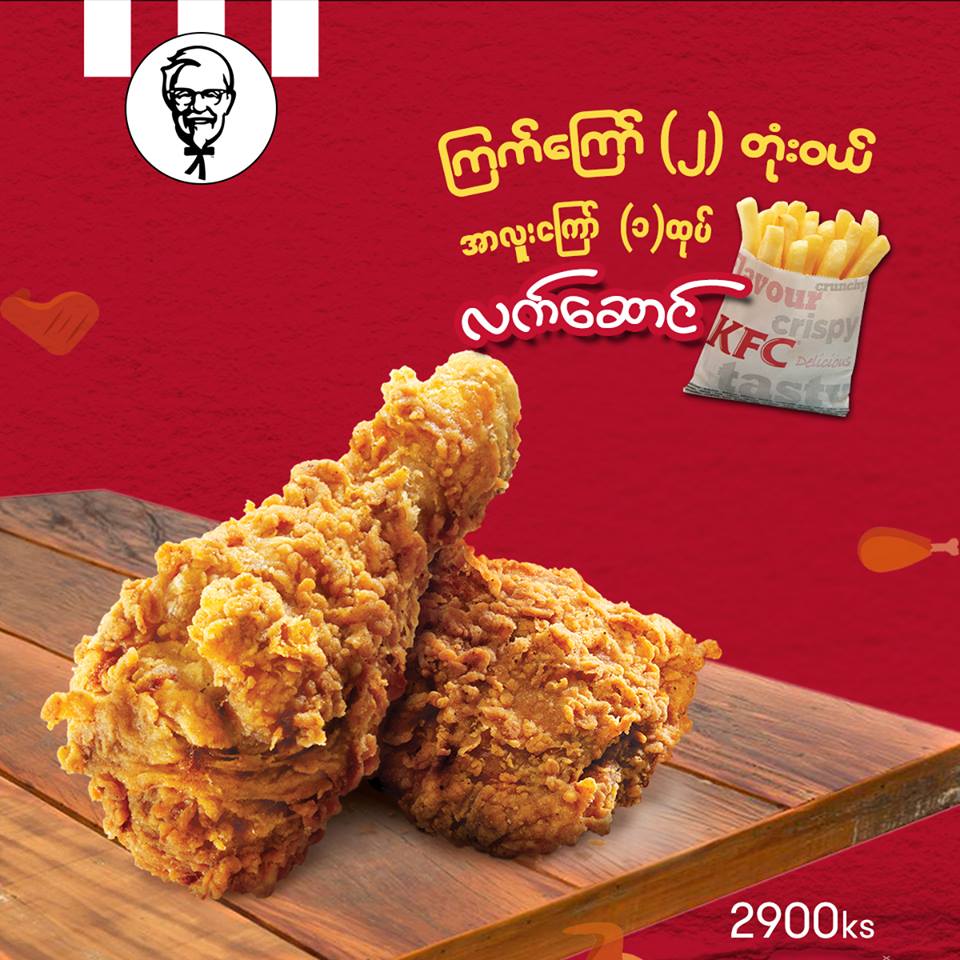 ကြက်ကြော် (၂) တုံးဝယ်
အာလူးကြော် (၁)ထုပ်
လက်ဆောင်
flavour
crunchy
crispy
KFC
Delicious
tasty
2900ks